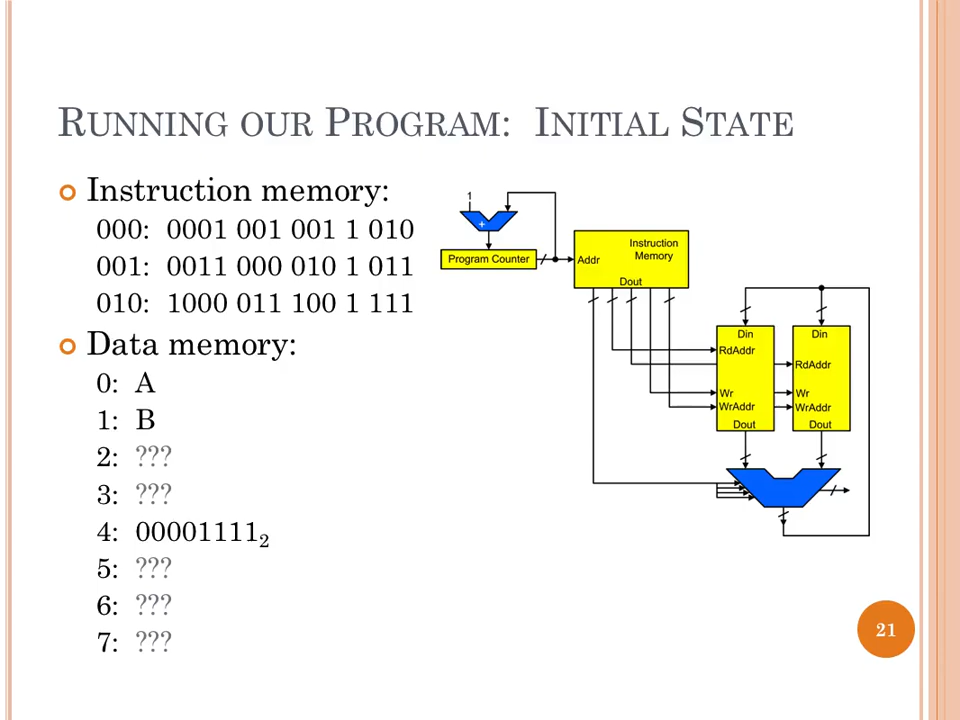 RUNNING OUR PROGRAM: INITIAL STATE
Instruction memory:
000: 0001 001 001 1 010
001: 0011 000 010 1 011
010: 1000 011 100 1 111
Data memory:
0: A
1: B
2: ???
3: ???
4: 00001111₂
5: ???
6: ???
7: ???
1
+
Program Counter
Addr
Instruction
Memory
Dout
Din
RdAddr
Wr
WrAddr
Dout
Din
RdAddr
Wr
WrAddr
Dout
21